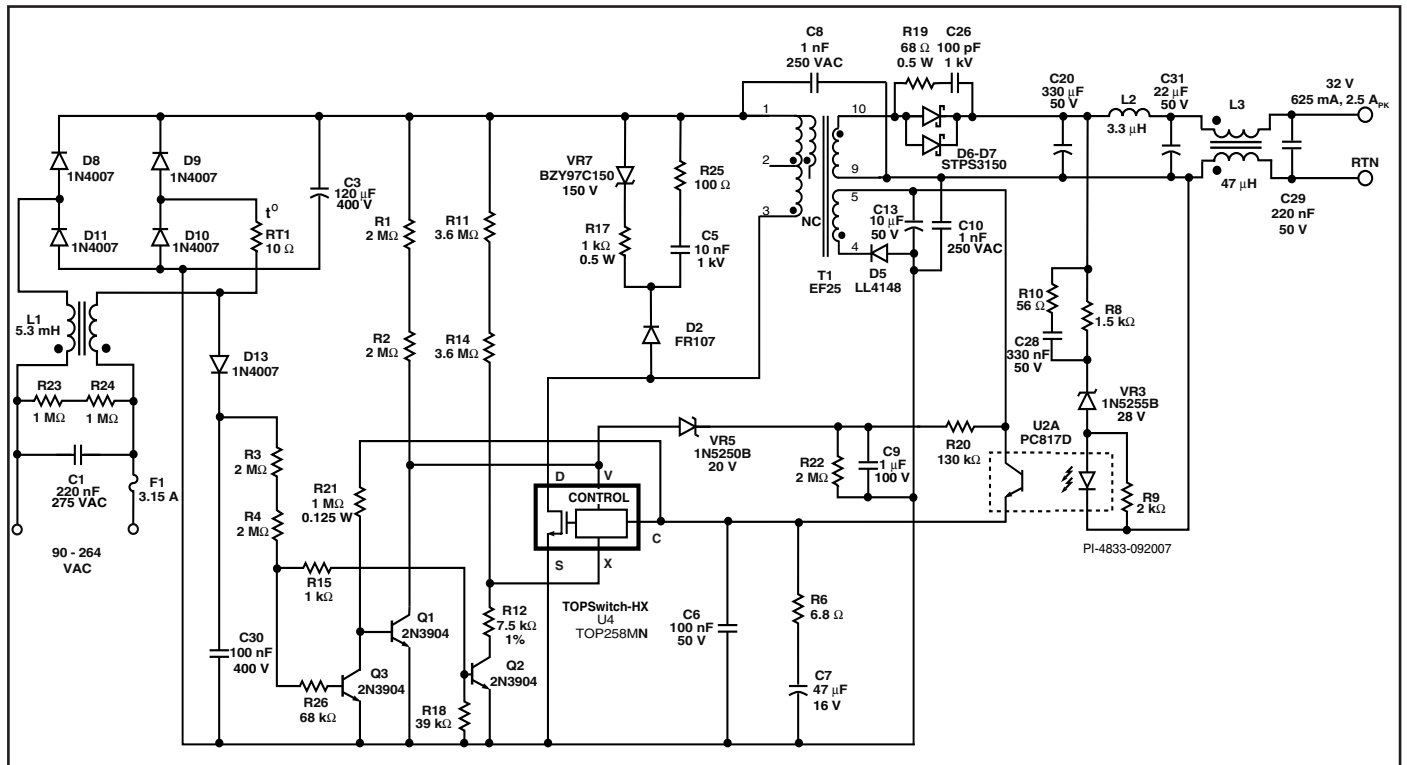 C8
1 nF
250 VAC
R19
68 Ω
0.5 W
C26
100 pF
1 kV
C20
330 μF
50 V
C31
22 μF
50 V
L2
3.3 μH
L3
47 μH
32 V
625 mA, 2.5 A_PK
RTN
C29
220 nF
50 V
D6-D7
STPS3150
1
2
3
10
9
5
4
NC
T1
EF25
D8
1N4007
D9
1N4007
D11
1N4007
D10
1N4007
C3
120 μF
400 V
t°
RT1
10 Ω
VR7
BZY97C150
150 V
R25
100 Ω
R17
1 kΩ
0.5 W
C5
10 nF
1 kV
D2
FR107
R1
2 MΩ
R11
3.6 MΩ
R2
2 MΩ
R14
3.6 MΩ
C13
10 μF
50 V
C10
1 nF
250 VAC
D5
LL4148
R10
56 Ω
R8
1.5 kΩ
C28
330 nF
50 V
VR3
1N5255B
28 V
L1
5.3 mH
D13
1N4007
R23
1 MΩ
R24
1 MΩ
C1
220 nF
275 VAC
F1
3.15 A
90 - 264
VAC
R3
2 MΩ
R4
2 MΩ
R21
1 MΩ
0.125 W
VR5
1N5250B
20 V
R22
2 MΩ
C9
1 μF
100 V
R20
130 kΩ
U2A
PC817D
R9
2 kΩ
PI-4833-092007
D
V
CONTROL
C
S
X
TOPSwitch-HX
U4
TOP258MN
R15
1 kΩ
R12
7.5 kΩ
1%
C6
100 nF
50 V
R6
6.8 Ω
C7
47 μF
16 V
C30
100 nF
400 V
Q1
2N3904
Q3
2N3904
Q2
2N3904
R26
68 kΩ
R18
39 kΩ